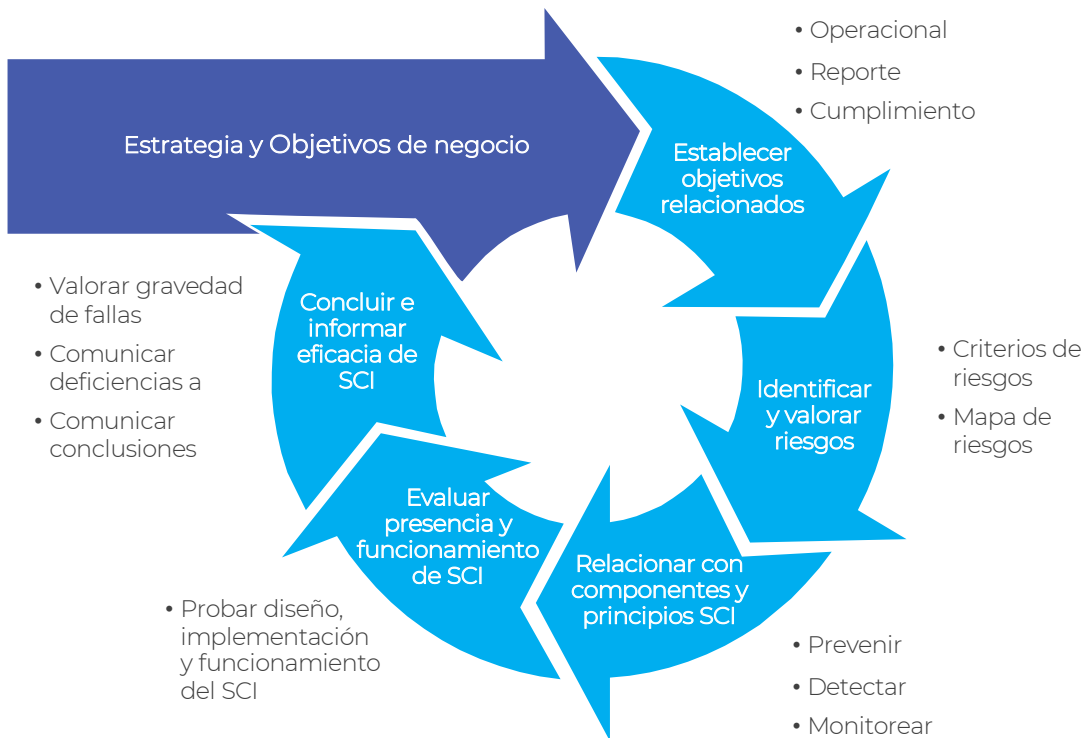 Estrategia y Objetivos de negocio
• Operacional
• Reporte
• Cumplimiento
Establecer
objetivos
relacionados
• Criterios de
riesgos
• Mapa de
riesgos
Identificar
y valorar
riesgos
• Prevenir
• Detectar
• Monitorear
Relacionar con
componentes y
principios SCI
• Probar diseño,
implementación
y funcionamiento
del SCI
Evaluar
presencia y
funcionamiento
de SCI
• Valorar gravedad
de fallas
• Comunicar
deficiencias a
• Comunicar
conclusiones
Concluir e
informar
eficacia de
SCI